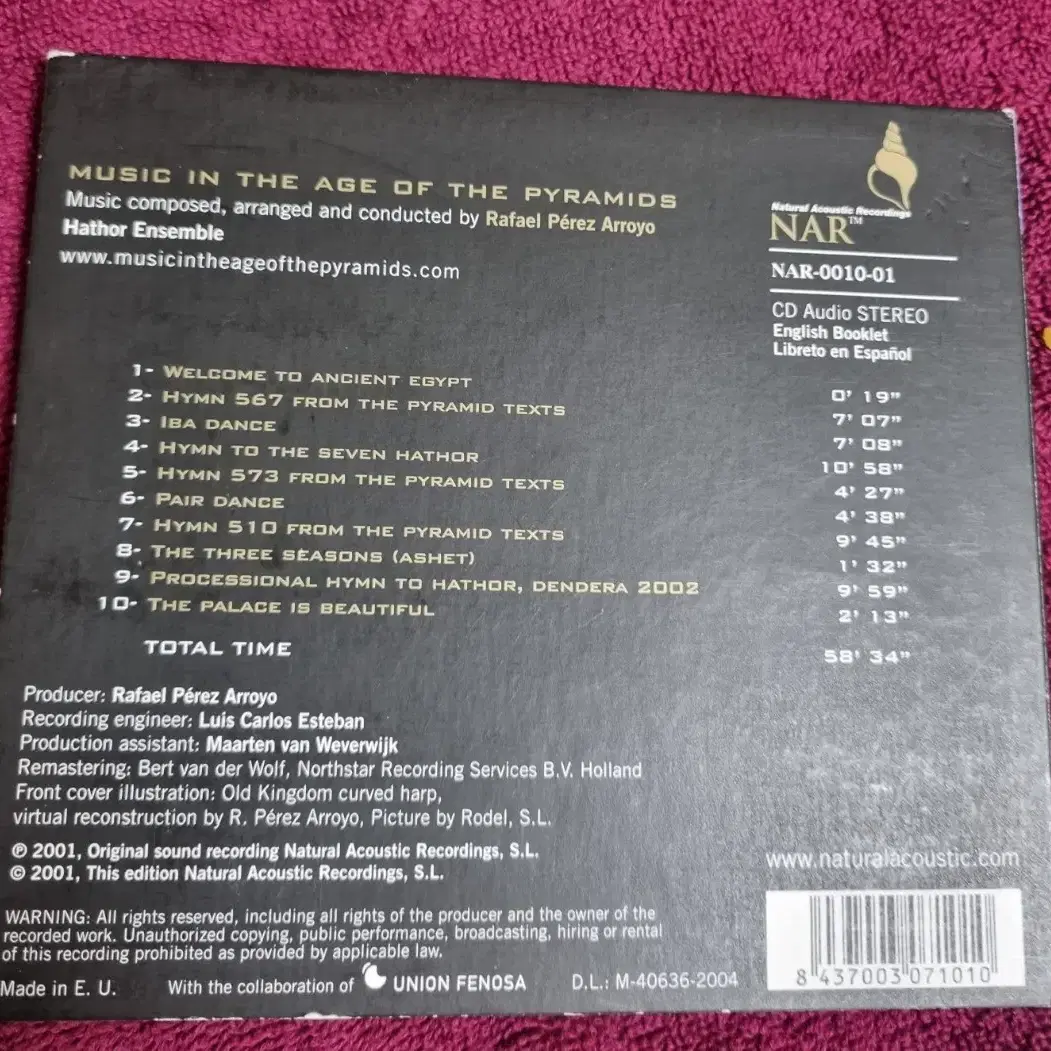 MUSIC IN THE AGE OF THE PYRAMIDS
Music composed, arranged and conducted by Rafael Pérez Arroyo
Hathor Ensemble
www.musicintheageofthepyramids.com
Natural Acoustic Recordings
NAR™
NAR-0010-01
CD Audio STEREO
English Booklet
Libreto en Español
1- WELCOME TO ANCIENT EGYPT 0' 19"
2- HYMN 567 FROM THE PYRAMID TEXTS 7' 07"
3- IBA DANCE 7' 08"
4- HYMN TO THE SEVEN HATHOR 10' 58"
5- HYMN 573 FROM THE PYRAMID TEXTS 4' 27"
6- PAIR DANCE 4' 38"
7- HYMN 510 FROM THE PYRAMID TEXTS 9' 45"
8- THE THREE SEASONS (ASHET) 1' 32"
9- PROCESSIONAL HYMN TO HATHOR, DENDERA 2002 9' 59"
10- THE PALACE IS BEAUTIFUL 2' 13"
TOTAL TIME 58' 34"
Producer: Rafael Pérez Arroyo
Recording engineer: Luis Carlos Esteban
Production assistant: Maarten van Weverwijk
Remastering: Bert van der Wolf, Northstar Recording Services B.V. Holland
Front cover illustration: Old Kingdom curved harp,
virtual reconstruction by R. Pérez Arroyo, Picture by Rodel, S.L.
℗ 2001, Original sound recording Natural Acoustic Recordings, S.L.
© 2001, This edition Natural Acoustic Recordings, S.L.
www.naturalacoustic.com
WARNING: All rights reserved, including all rights of the producer and the owner of the
recorded work. Unauthorized copying, public performance, broadcasting, hiring or rental
of this recording prohibited as provided by applicable law.
Made in E. U. With the collaboration of UNION FENOSA D.L.: M-40636-2004
8 437003 071010